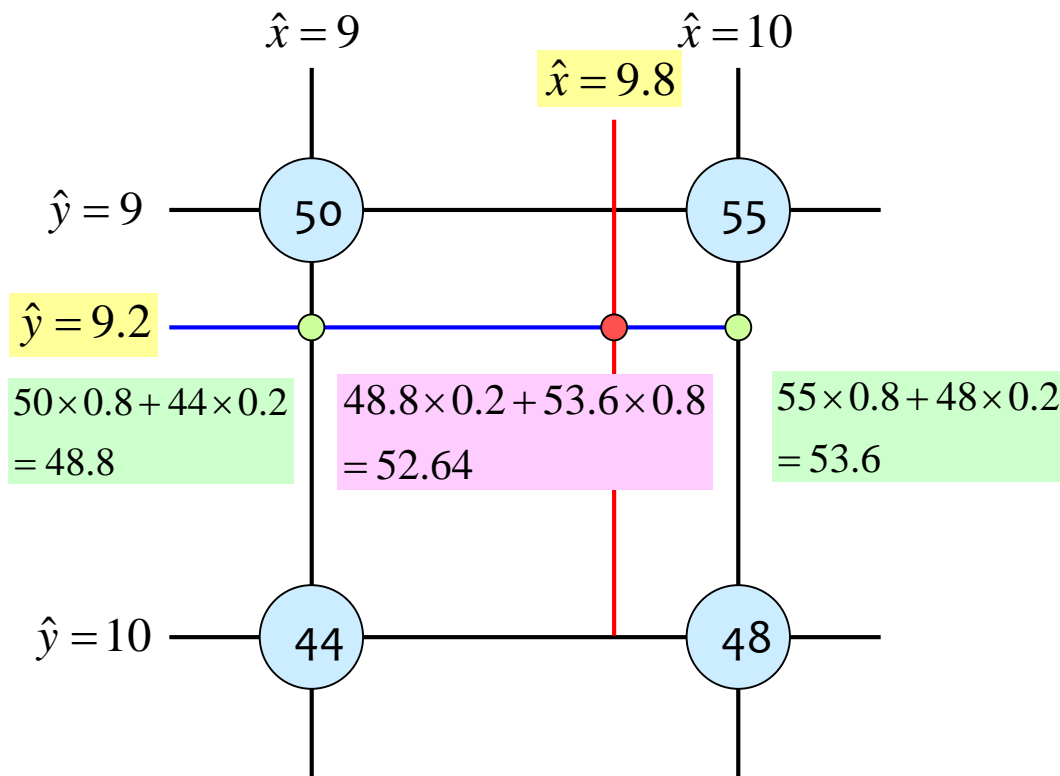 x̂ = 9
x̂ = 10
x̂ = 9.8
ŷ = 9
50
55
ŷ = 9.2
50 × 0.8 + 44 × 0.2
= 48.8
48.8 × 0.2 + 53.6 × 0.8
= 52.64
55 × 0.8 + 48 × 0.2
= 53.6
ŷ = 10
44
48